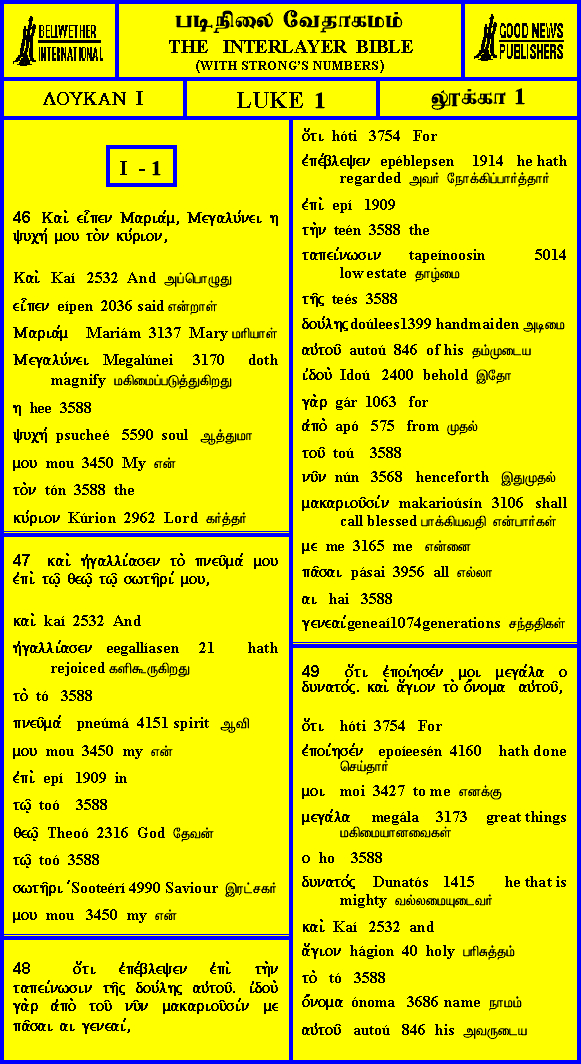 BELLWETHER
INTERNATIONAL
படிநிலை வேதாகமம்
THE INTERLAYER BIBLE
(WITH STRONG'S NUMBERS)
GOOD NEWS
PUBLISHERS
ΛΟΥΚΑΝ Ι
LUKE 1
லூக்கா 1
I - 1
46 Καὶ εἶπεν Μαριάμ, Μεγαλύνει η
ψυχή μου τὸν κύριον,
Καὶ Kaí 2532 And அப்பொழுது
εἶπεν eípen 2036 said என்றாள்
Μαριάμ Mariám 3137 Mary மரியாள்
Μεγαλύνει Megalúnei 3170 doth
magnify மகிமைப்படுத்துகிறது
η hee 3588
ψυχή psucheé 5590 soul ஆத்துமா
μου mou 3450 My என்
τὸν tón 3588 the
κύριον Kúrion 2962 Lord கர்த்தர்
47 καὶ ἠγαλλίασεν τὸ πνεῦμά μου
ἐπὶ τῶ θεῶ τῶ σωτῆρί μου,
καὶ kaí 2532 And
ἠγαλλίασεν eegallíasen 21 hath
rejoiced களிகூருகிறது
τὸ tó 3588
πνεῦμά pneúmá 4151 spirit ஆவி
μου mou 3450 my என்
ἐπὶ epí 1909 in
τῶ toó 3588
θεῶ Theoó 2316 God தேவன்
τῶ toó 3588
σωτῆρι 'Sooteérí 4990 Saviour இரட்சகர்
μου mou 3450 my என்
48 ὅτι ἐπέβλεψεν ἐπὶ τὴν
ταπείνωσιν τῆς δούλης αὐτοῦ. ἰδοὺ
γὰρ ἀπὸ τοῦ νῦν μακαριοῦσίν με
πᾶσαι αι γενεαί,
ὅτι hóti 3754 For
ἐπέβλεψεν epéblepsen 1914 he hath
regarded அவர் நோக்கிப்பார்த்தார்
ἐπὶ epí 1909
τὴν teén 3588 the
ταπείνωσιν tapeínoosin 5014
low estate தாழ்மை
τῆς teés 3588
δούλης doúlees1399 handmaiden அடிமை
αὐτοῦ autoú 846 of his தம்முடைய
ἰδοὺ Idoú 2400 behold இதோ
γὰρ gár 1063 for
ἀπὸ apó 575 from முதல்
τοῦ toú 3588
νῦν nún 3568 henceforth இதுமுதல்
μακαριοῦσίν makarioúsín 3106 shall
call blessed பாக்கியவதி என்பார்கள்
με me 3165 me என்னை
πᾶσαι pásai 3956 all எல்லா
αι hai 3588
γενεαίgeneaí1074generations சந்ததிகள்
49 ὅτι ἐποίησέν μοι μεγάλα ο
δυνατός. καὶ ἅγιον τὸ ὄνομα αὐτοῦ,
ὅτι hóti 3754 For
ἐποίησέν epoíeesén 4160 hath done
செய்தார்
μοι moi 3427 to me எனக்கு
μεγάλα megála 3173 great things
மகிமையானவைகள்
ο ho 3588
δυνατός Dunatós 1415 he that is
mighty வல்லமையுடைவர்
καὶ Kaí 2532 and
ἅγιον hágion 40 holy பரிசுத்தம்
τὸ tó 3588
ὄνομα ónoma 3686 name நாமம்
αὐτοῦ autoú 846 his அவருடைய